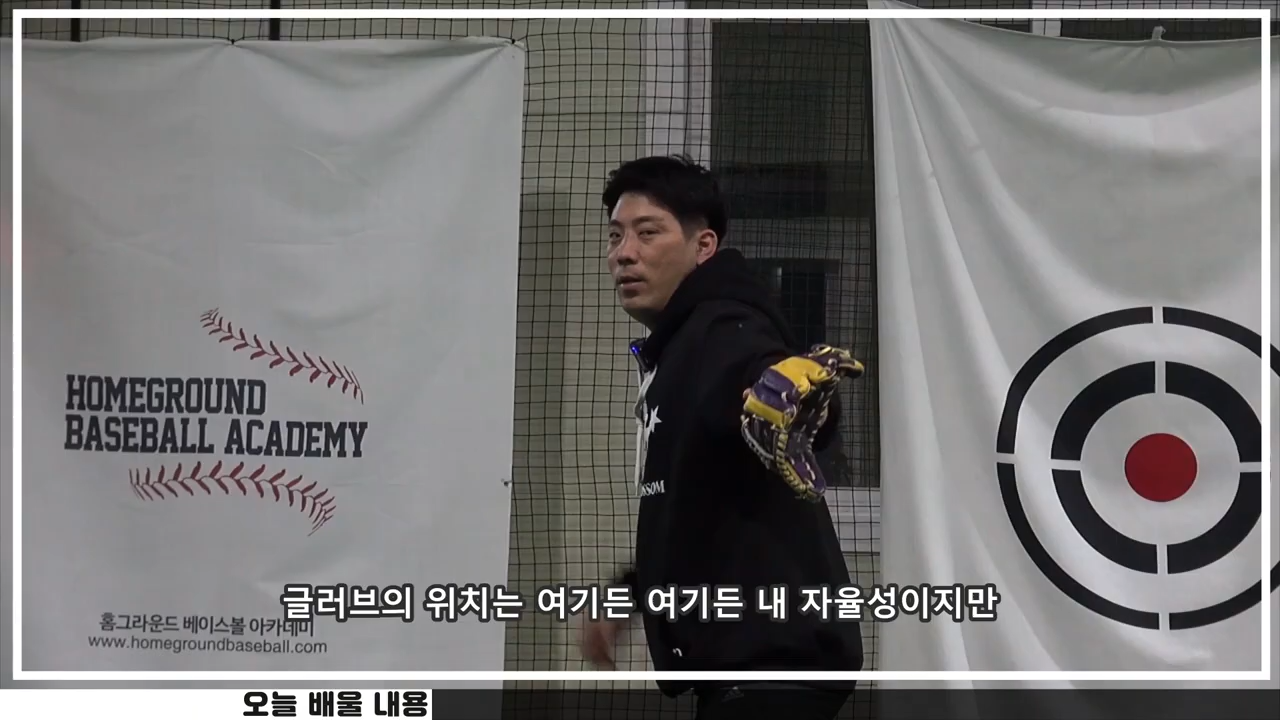 HOMEGROUND
BASEBALL ACADEMY
홈그라운드 베이스볼 아카데미
www.homegroundbaseball.com
글러브의 위치는 여기든 여기든 내 자율성이지만
오늘 배울 내용